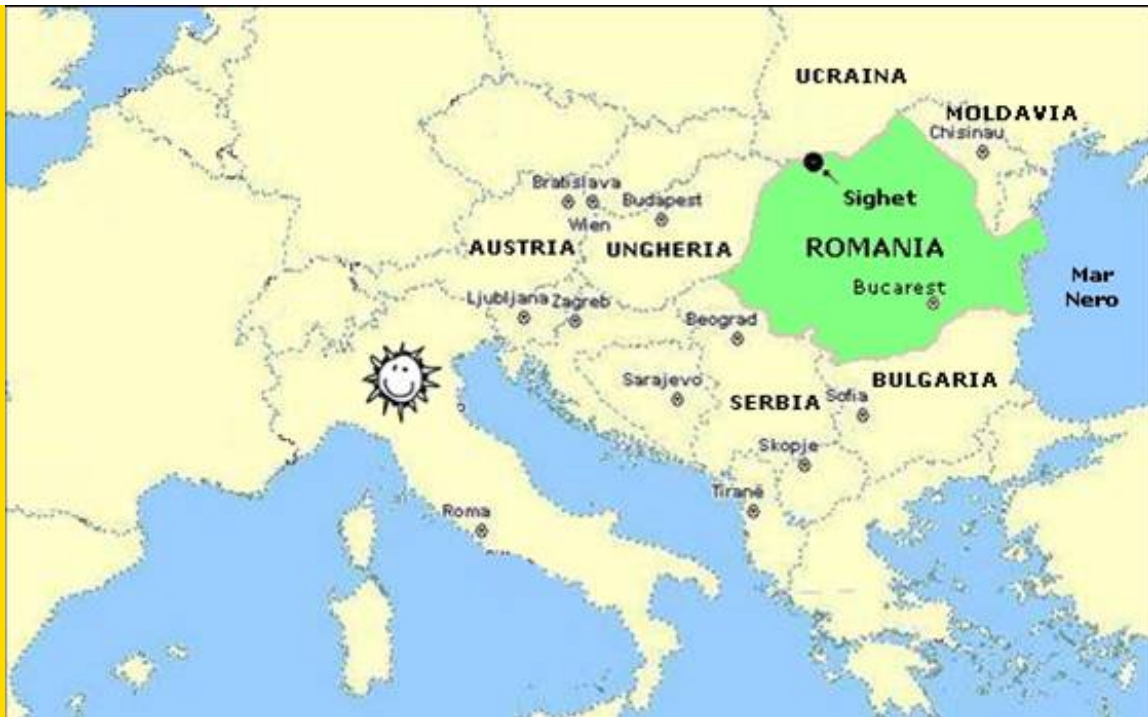 UCRAINA
MOLDAVIA
Chisinau
Sighet
Bratislava
Wien
Budapest
AUSTRIA
UNGHERIA
ROMANIA
Mar
Nero
Bucarest
Ljubljana
Zagreb
Beograd
Sarajevo
SERBIA
BULGARIA
Sofia
Skopje
Tiranë
Roma